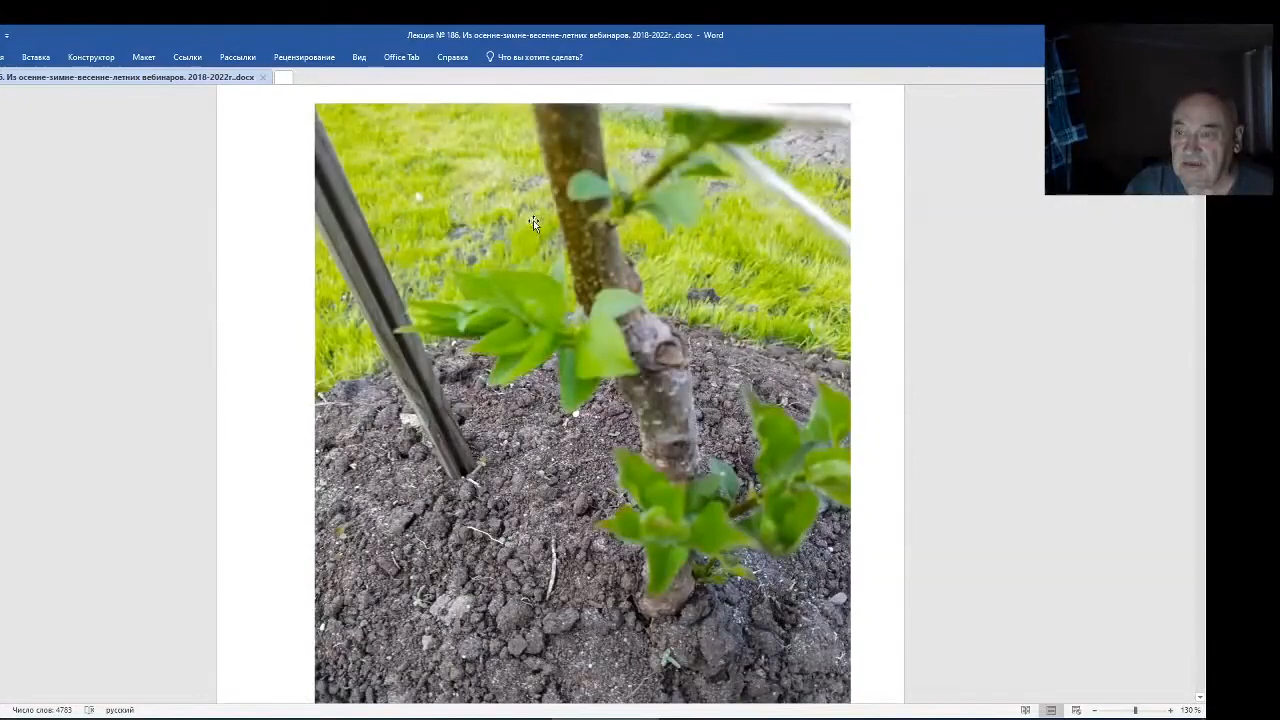 Лекция № 186. Из осенне-зимне-весенне-летних вебинаров. 2018-2022г..docx - Word
я Вставка Конструктор Макет Ссылки Рассылки Рецензирование Вид Office Tab Справка Что вы хотите сделать?
6. Из осенне-зимне-весенне-летних вебинаров. 2018-2022г..docx
Число слов: 4763 русский 130 %